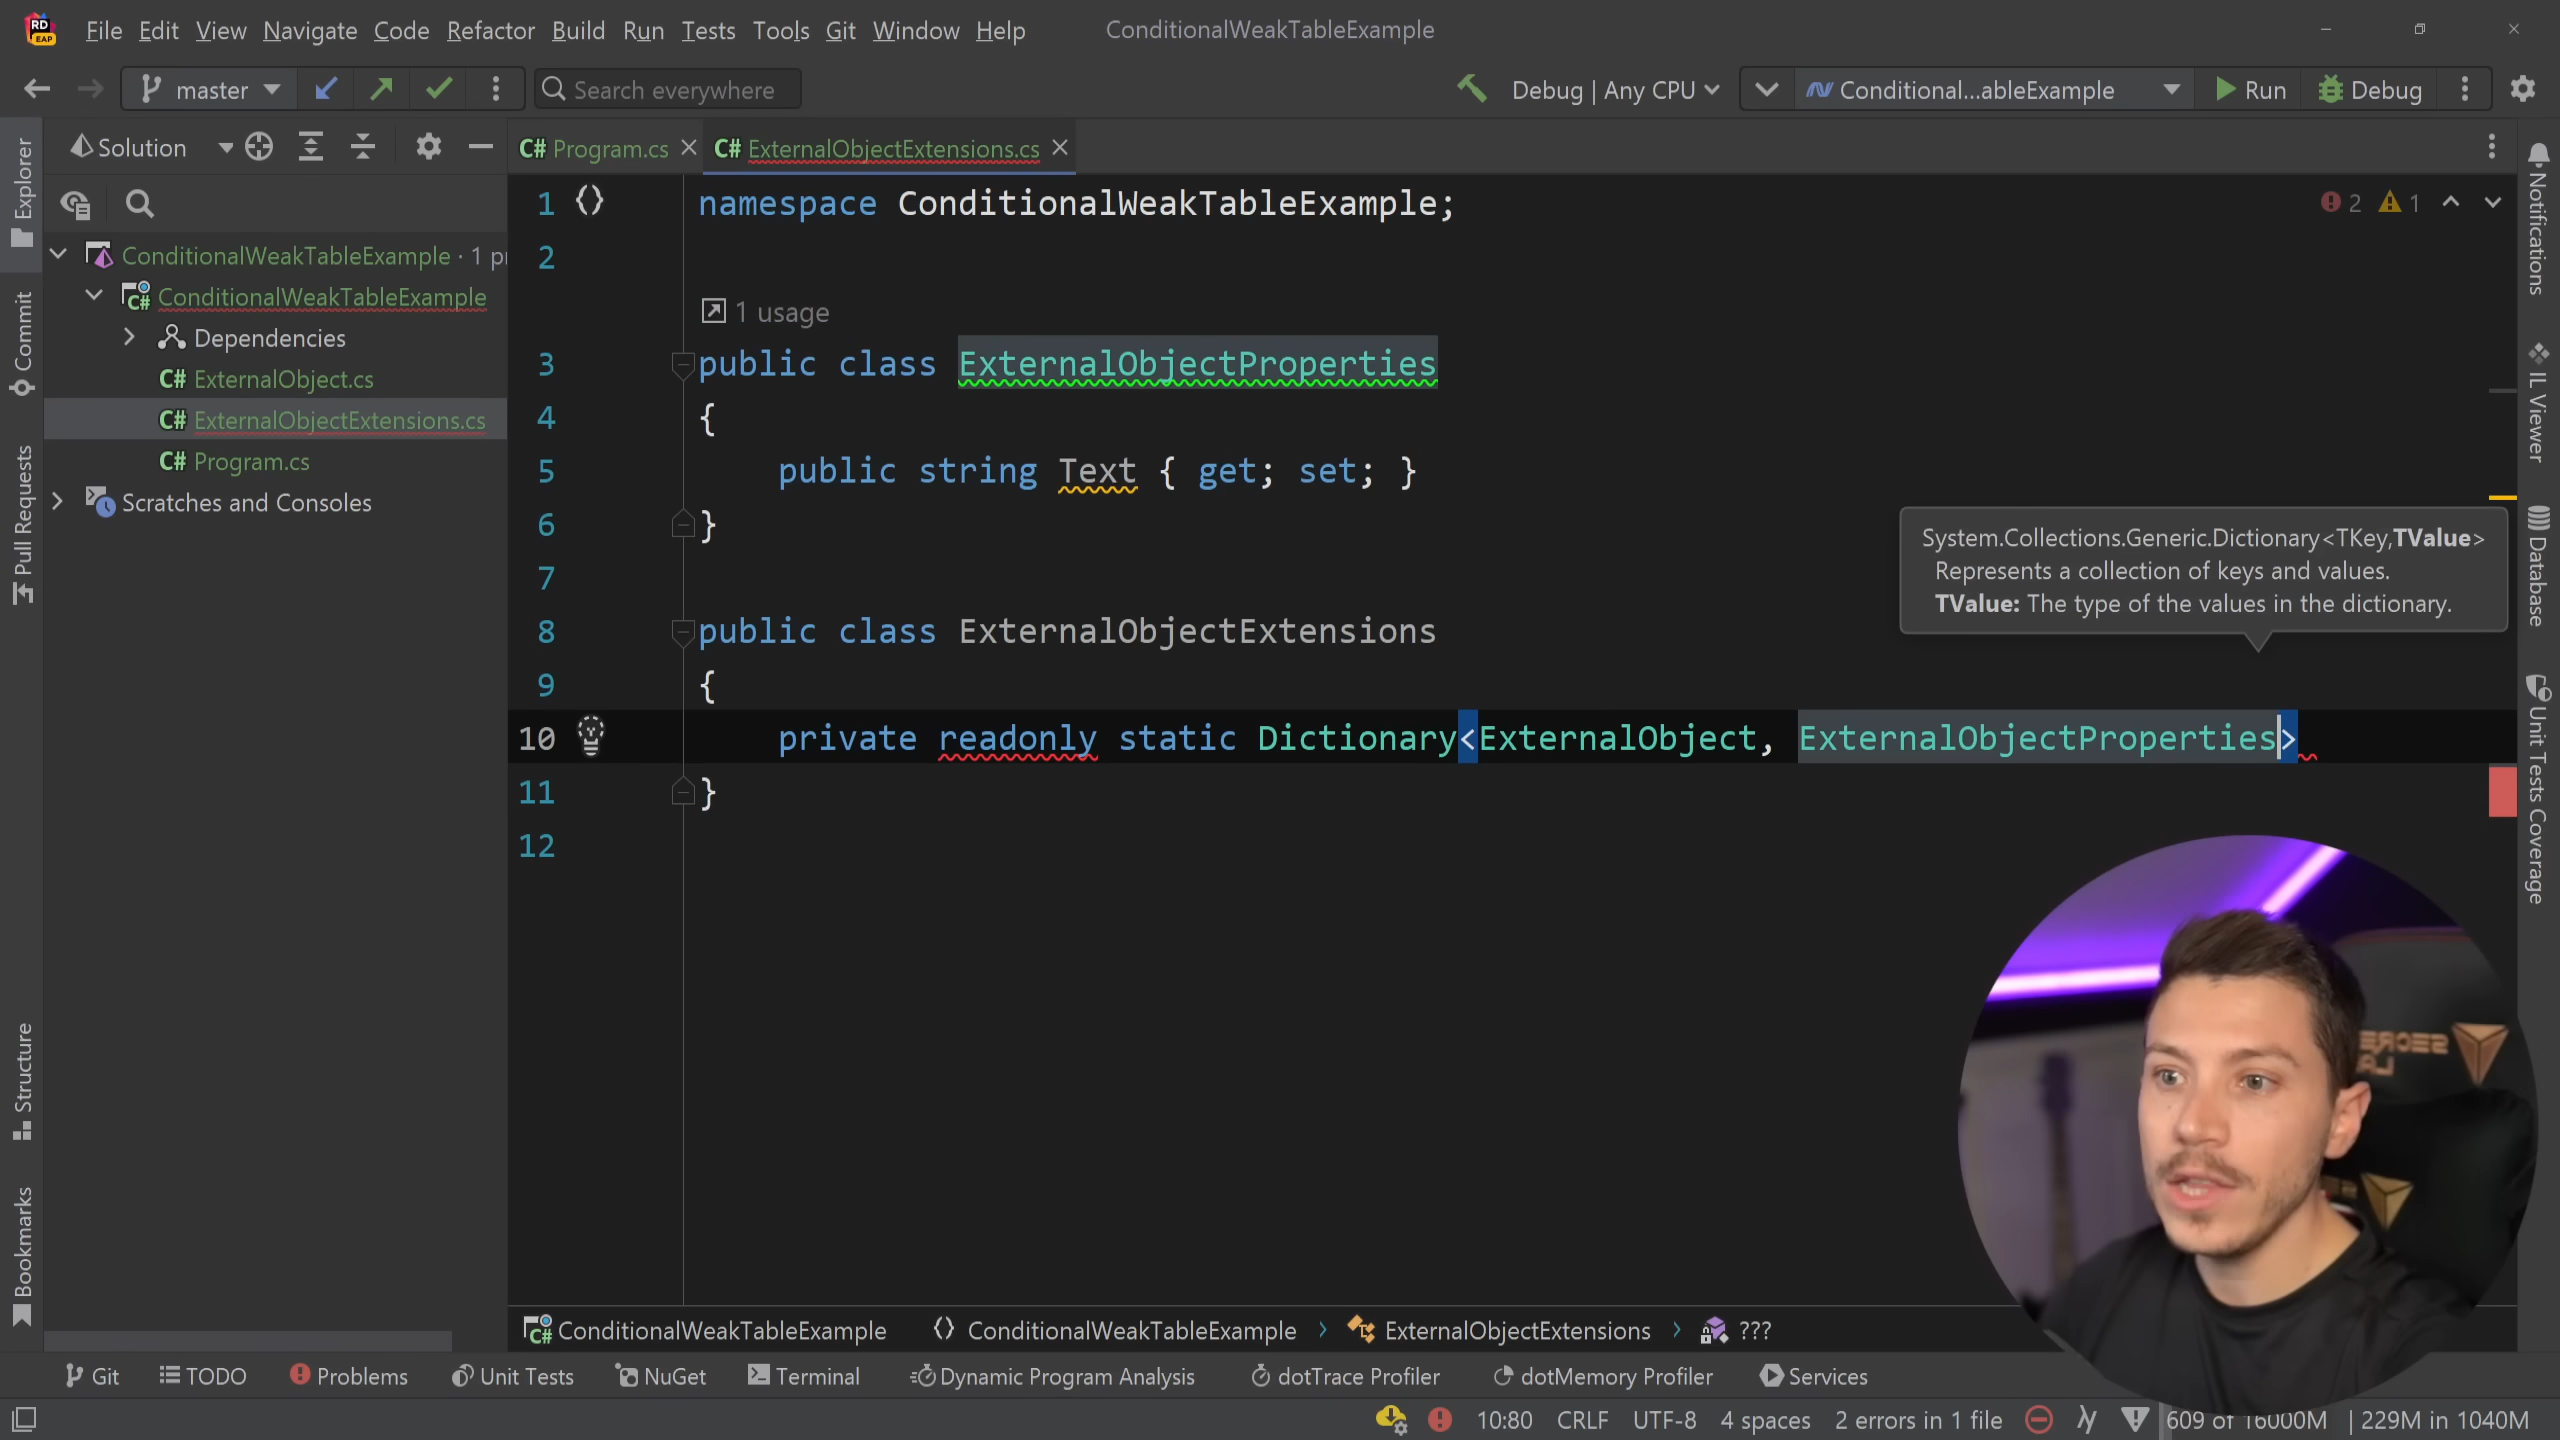 RD EAP File Edit View Navigate Code Refactor Build Run Tests Tools Git Window Help ConditionalWeakTableExample
master Search everywhere Debug | Any CPU Conditional...ableExample Run Debug
Solution C# Program.cs C# ExternalObjectExtensions.cs
Explorer
Commit
Pull Requests
Structure
Bookmarks
ConditionalWeakTableExample · 1 p
C# ConditionalWeakTableExample
Dependencies
C# ExternalObject.cs
C# ExternalObjectExtensions.cs
C# Program.cs
Scratches and Consoles
1 namespace ConditionalWeakTableExample;
2 1
2
1 usage
3 public class ExternalObjectProperties
4 {
5 public string Text { get; set; }
6 }
7
8 public class ExternalObjectExtensions
9 {
10 private readonly static Dictionary<ExternalObject, ExternalObjectProperties>
11 }
12
System.Collections.Generic.Dictionary<TKey,TValue>
Represents a collection of keys and values.
TValue: The type of the values in the dictionary.
Notifications
IL Viewer
Database
Unit Tests Coverage
C# ConditionalWeakTableExample ConditionalWeakTableExample ExternalObjectExtensions ???
Git TODO Problems Unit Tests NuGet Terminal Dynamic Program Analysis dotTrace Profiler dotMemory Profiler Services
10:80 CRLF UTF-8 4 spaces 2 errors in 1 file 609 of 16000M 229M in 1040M